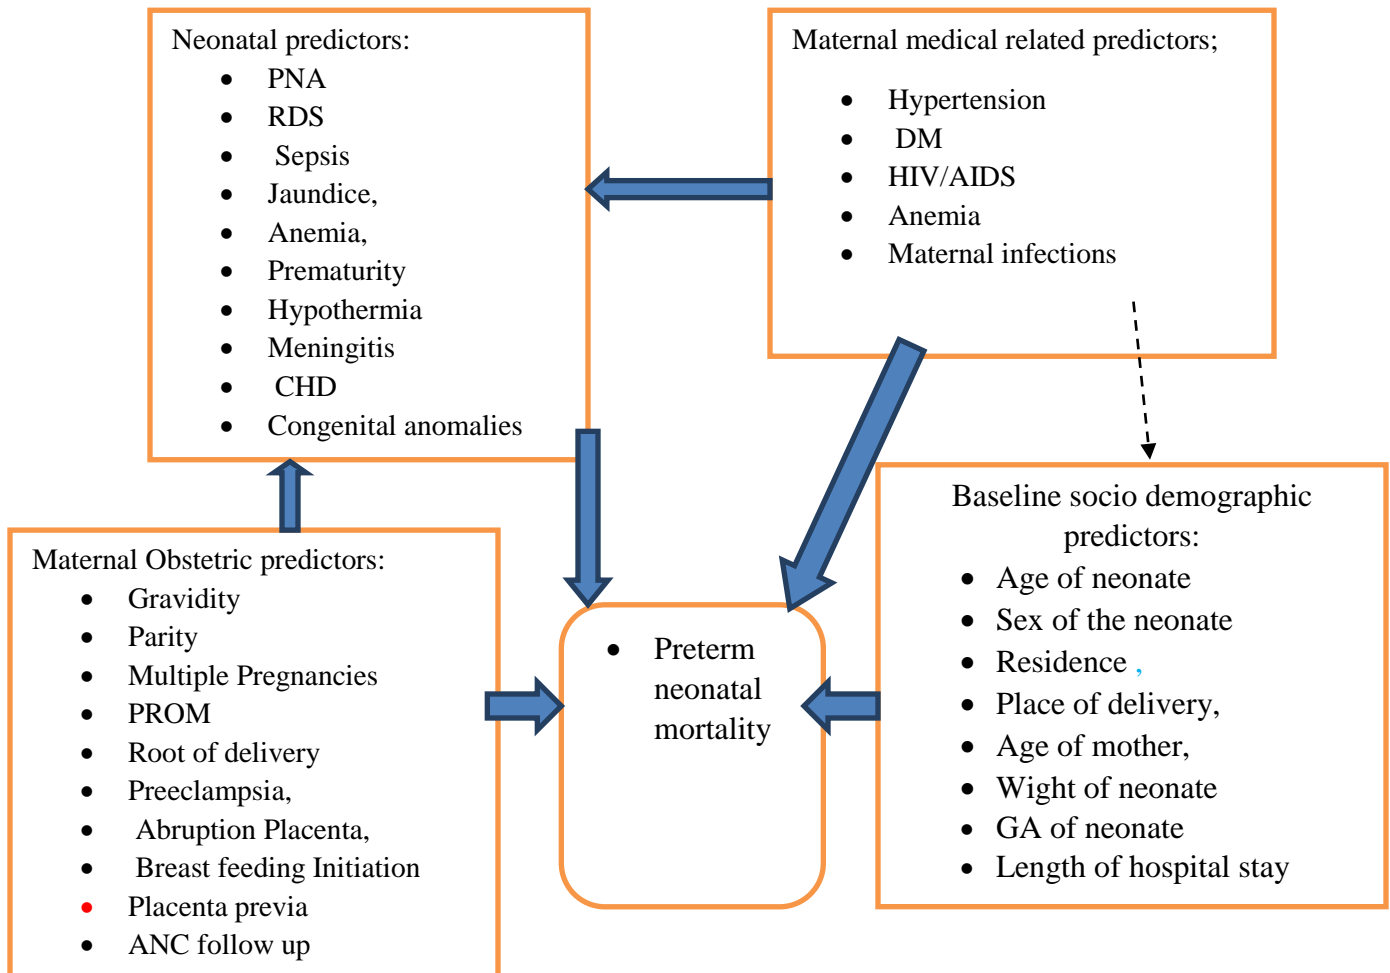 Neonatal predictors:
• PNA
• RDS
• Sepsis
• Jaundice,
• Anemia,
• Prematurity
• Hypothermia
• Meningitis
• CHD
• Congenital anomalies
Maternal medical related predictors;
• Hypertension
• DM
• HIV/AIDS
• Anemia
• Maternal infections
Maternal Obstetric predictors:
• Gravidity
• Parity
• Multiple Pregnancies
• PROM
• Root of delivery
• Preeclampsia,
• Abruption Placenta,
• Breast feeding Initiation
• Placenta previa
• ANC follow up
• Preterm
neonatal
mortality
Baseline socio demographic
predictors:
• Age of neonate
• Sex of the neonate
• Residence ,
• Place of delivery,
• Age of mother,
• Wight of neonate
• GA of neonate
• Length of hospital stay